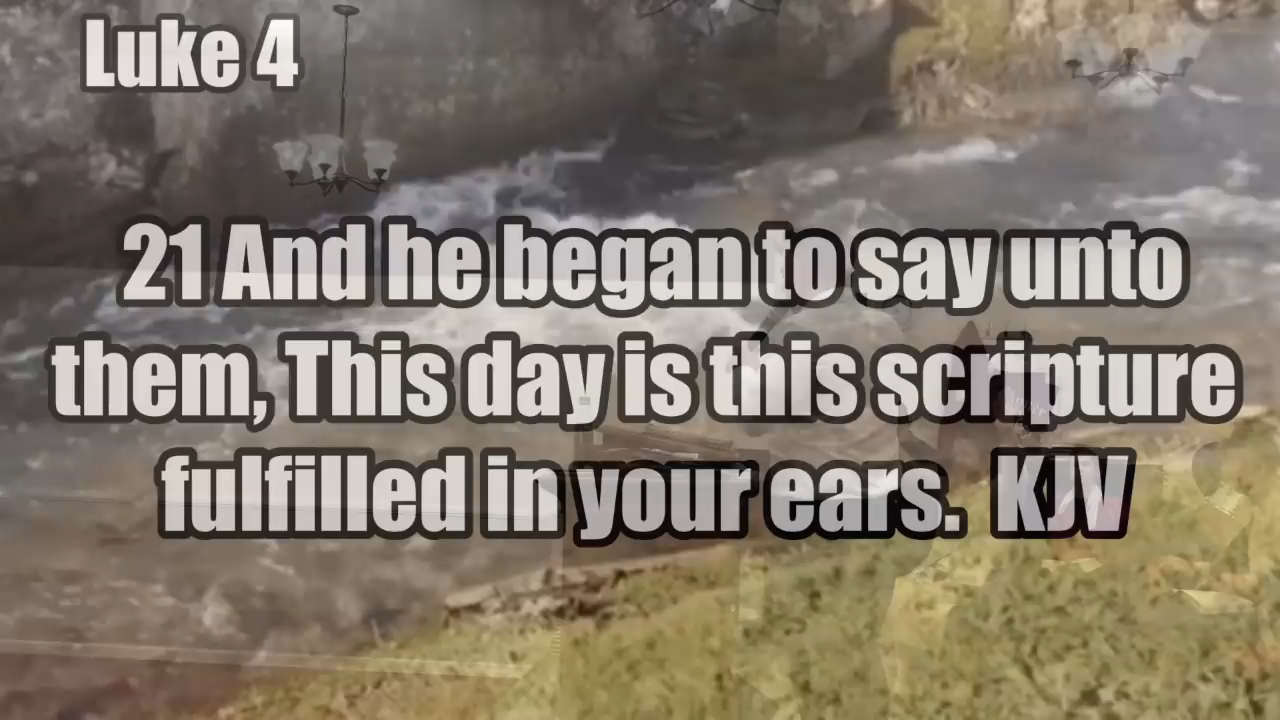 Luke 4
21 And he began to say unto
them, This day is this scripture
fulfilled in your ears.  KJV